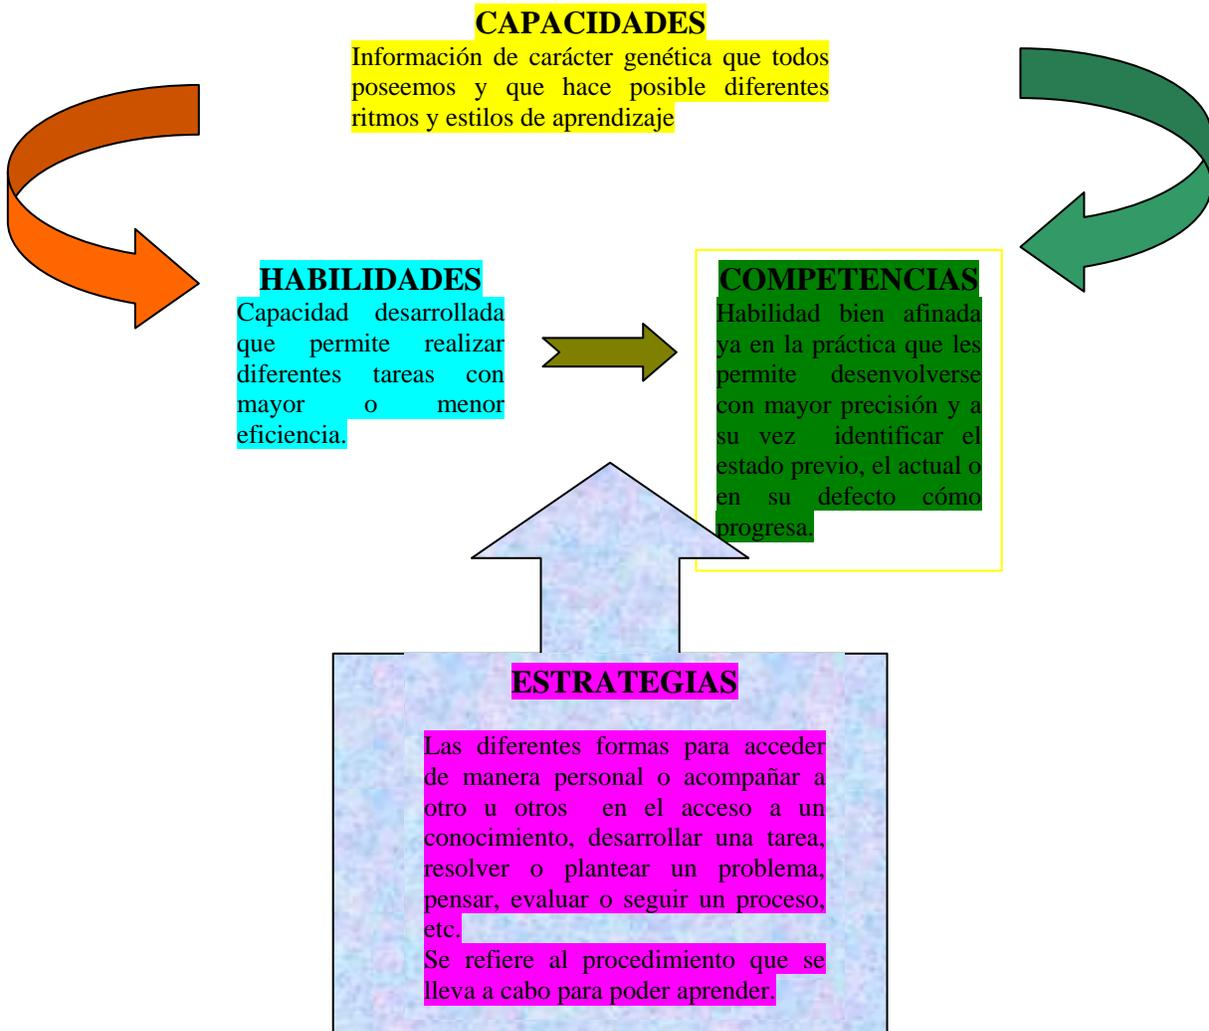 CAPACIDADES
Información de carácter genética que todos
poseemos y que hace posible diferentes
ritmos y estilos de aprendizaje
HABILIDADES
Capacidad desarrollada
que permite realizar
diferentes tareas con
mayor o menor
eficiencia.
COMPETENCIAS
Habilidad bien afinada
ya en la práctica que les
permite desenvolverse
con mayor precisión y a
su vez identificar el
estado previo, el actual o
en su defecto cómo
progresa.
ESTRATEGIAS
Las diferentes formas para acceder
de manera personal o acompañar a
otro u otros en el acceso a un
conocimiento, desarrollar una tarea,
resolver o plantear un problema,
pensar, evaluar o seguir un proceso,
etc.
Se refiere al procedimiento que se
lleva a cabo para poder aprender.